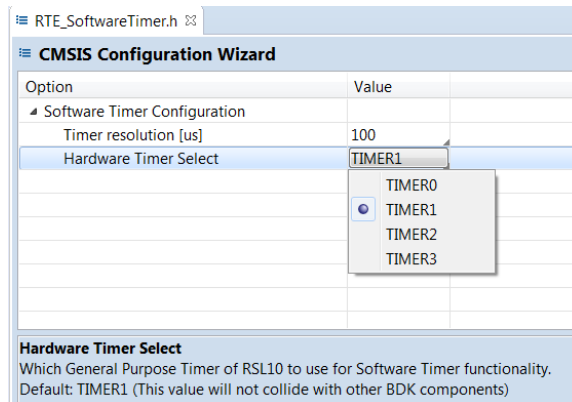 RTE_SoftwareTimer.h
CMSIS Configuration Wizard
Option Value
Software Timer Configuration
Timer resolution [us] 100
Hardware Timer Select TIMER1
TIMER0
TIMER1
TIMER2
TIMER3
Hardware Timer Select
Which General Purpose Timer of RSL10 to use for Software Timer functionality.
Default: TIMER1 (This value will not collide with other BDK components)